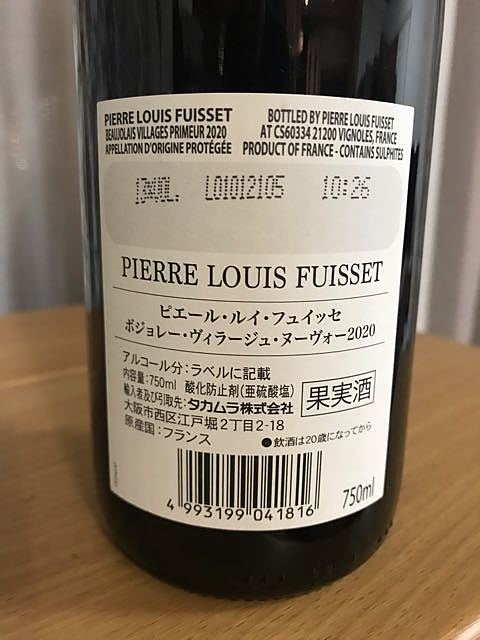 PIERRE LOUIS FUISSET
BEAUJOLAIS VILLAGES PRIMEUR 2020
APPELLATION D'ORIGINE PROTÉGÉE
BOTTLED BY PIERRE LOUIS FUISSET
AT CS60334 21200 VIGNOLES, FRANCE
PRODUCT OF FRANCE - CONTAINS SULPHITES
13%VOL. L01012105 10:26
PIERRE LOUIS FUISSET
ピエール・ルイ・フュイッセ
ボジョレー・ヴィラージュ・ヌーヴォー2020
アルコール分：ラベルに記載
内容量：750ml 酸化防止剤（亜硫酸塩）
輸入者及び引取先：タカムラ株式会社
大阪市西区江戸堀2丁目2-18
原産国：フランス
果実酒
●飲酒は20歳になってから
4 993199 041816
750ml